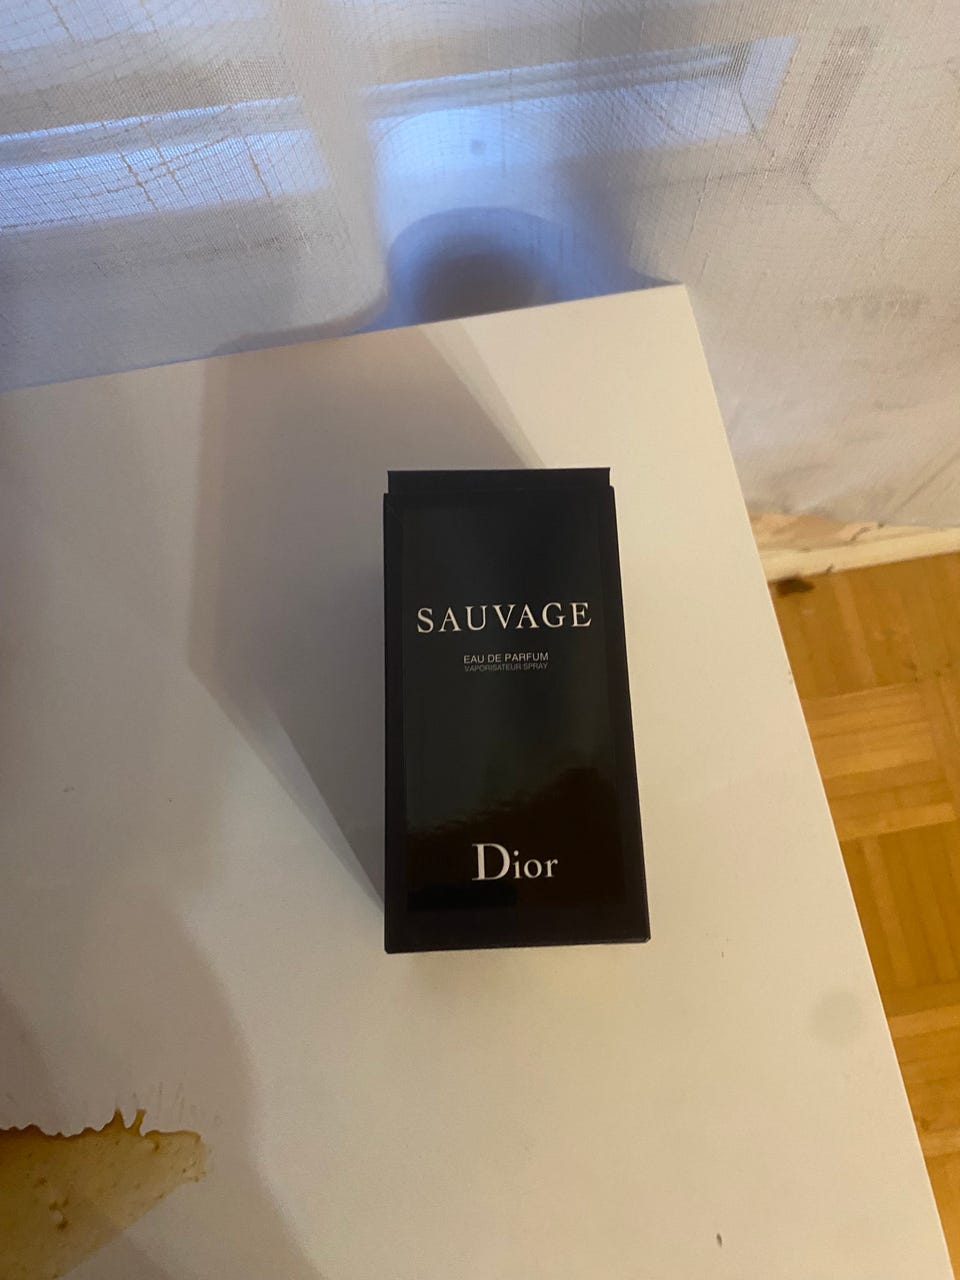 SAUVAGE
EAU DE PARFUM
VAPORISATEUR SPRAY
Dior